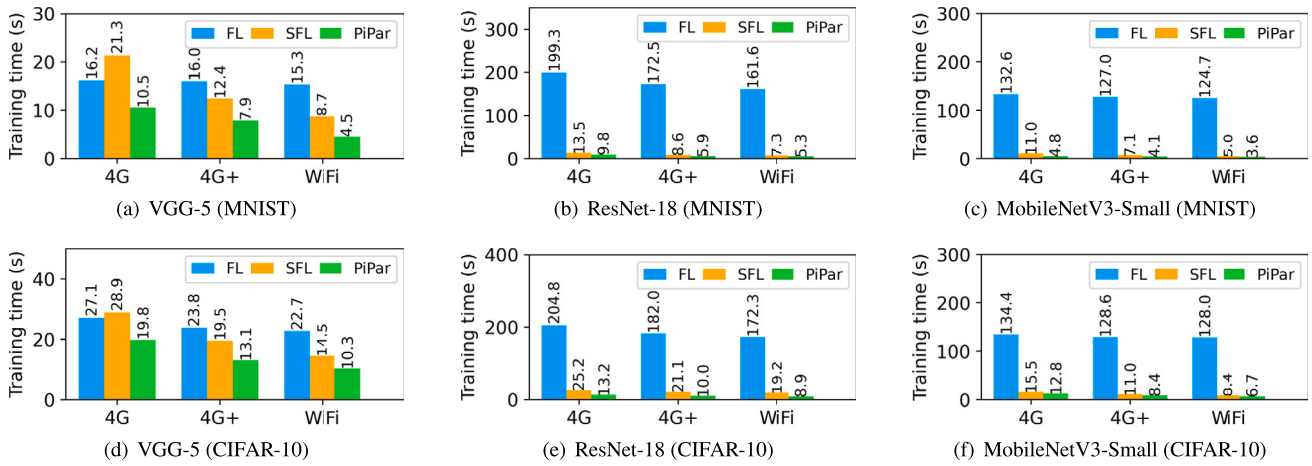 Training time (s)
30
20
10
0
FL SFL PiPar
16.2 21.3 10.5
16.0 12.4 7.9
15.3 8.7 4.5
4G 4G+ WiFi
(a) VGG-5 (MNIST)
Training time (s)
300
200
100
0
FL SFL PiPar
199.3 13.5 9.8
172.5 8.6 5.9
161.6 7.3 5.3
4G 4G+ WiFi
(b) ResNet-18 (MNIST)
Training time (s)
300
200
100
0
FL SFL PiPar
132.6 11.0 4.8
127.0 7.1 4.1
124.7 5.0 3.6
4G 4G+ WiFi
(c) MobileNetV3-Small (MNIST)
Training time (s)
40
20
0
FL SFL PiPar
27.1 28.9 19.8
23.8 19.5 13.1
22.7 14.5 10.3
4G 4G+ WiFi
(d) VGG-5 (CIFAR-10)
Training time (s)
400
200
0
FL SFL PiPar
204.8 25.2 13.2
182.0 21.1 10.0
172.3 19.2 8.9
4G 4G+ WiFi
(e) ResNet-18 (CIFAR-10)
Training time (s)
300
200
100
0
FL SFL PiPar
134.4 15.5 12.8
128.6 11.0 8.4
128.0 8.4 6.7
4G 4G+ WiFi
(f) MobileNetV3-Small (CIFAR-10)